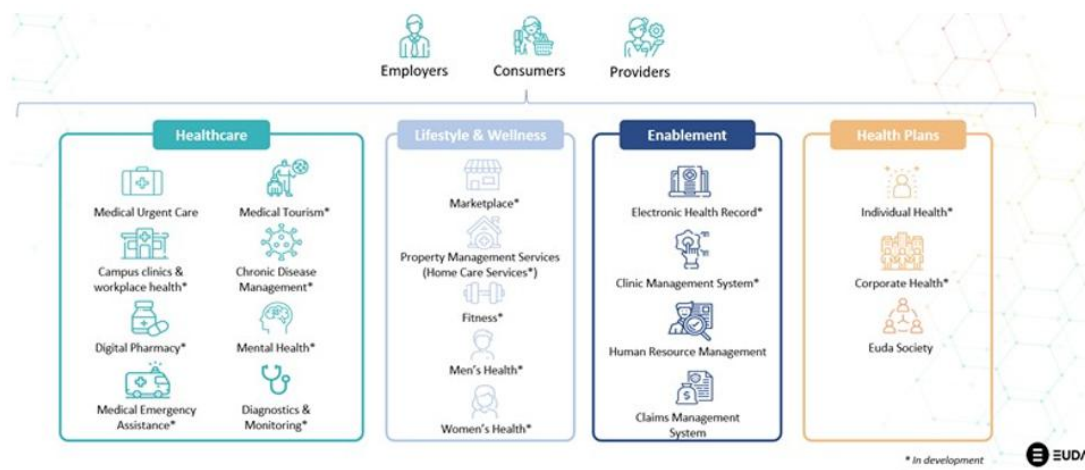 Employers
Consumers
Providers
Healthcare
Medical Urgent Care
Medical Tourism*
Campus clinics &
workplace health*
Chronic Disease
Management*
Digital Pharmacy*
Mental Health*
Medical Emergency
Assistance*
Diagnostics &
Monitoring*
Lifestyle & Wellness
Marketplace*
Property Management Services
(Home Care Services*)
Fitness*
Men's Health*
Women's Health*
Enablement
Electronic Health Record*
Clinic Management System*
Human Resource Management
Claims Management
System
Health Plans
Individual Health*
Corporate Health*
Euda Society
* In development
EUDA